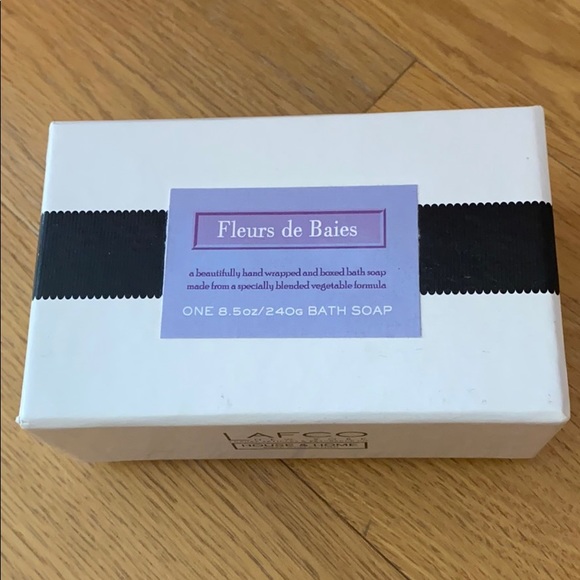 Fleurs de Baies
a beautifully hand wrapped and boxed bath soap
made from a specially blended vegetable formula
ONE 8.5oz/240g BATH SOAP
LAFCO
HOUSE & HOME